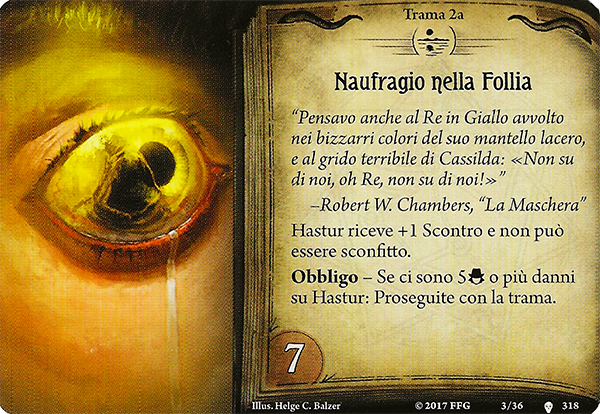 Trama 2a
Naufragio nella Follia
“Pensavo anche al Re in Giallo avvolto
nei bizzarri colori del suo mantello lacero,
e al grido terribile di Cassilda: «Non su
di noi, oh Re, non su di noi!»”
–Robert W. Chambers, “La Maschera”
Hastur riceve +1 Scontro e non può
essere sconfitto.
Obbligo – Se ci sono 5 o più danni
su Hastur: Proseguite con la trama.
7
Illus. Helge C. Balzer © 2017 FFG 3/36 318